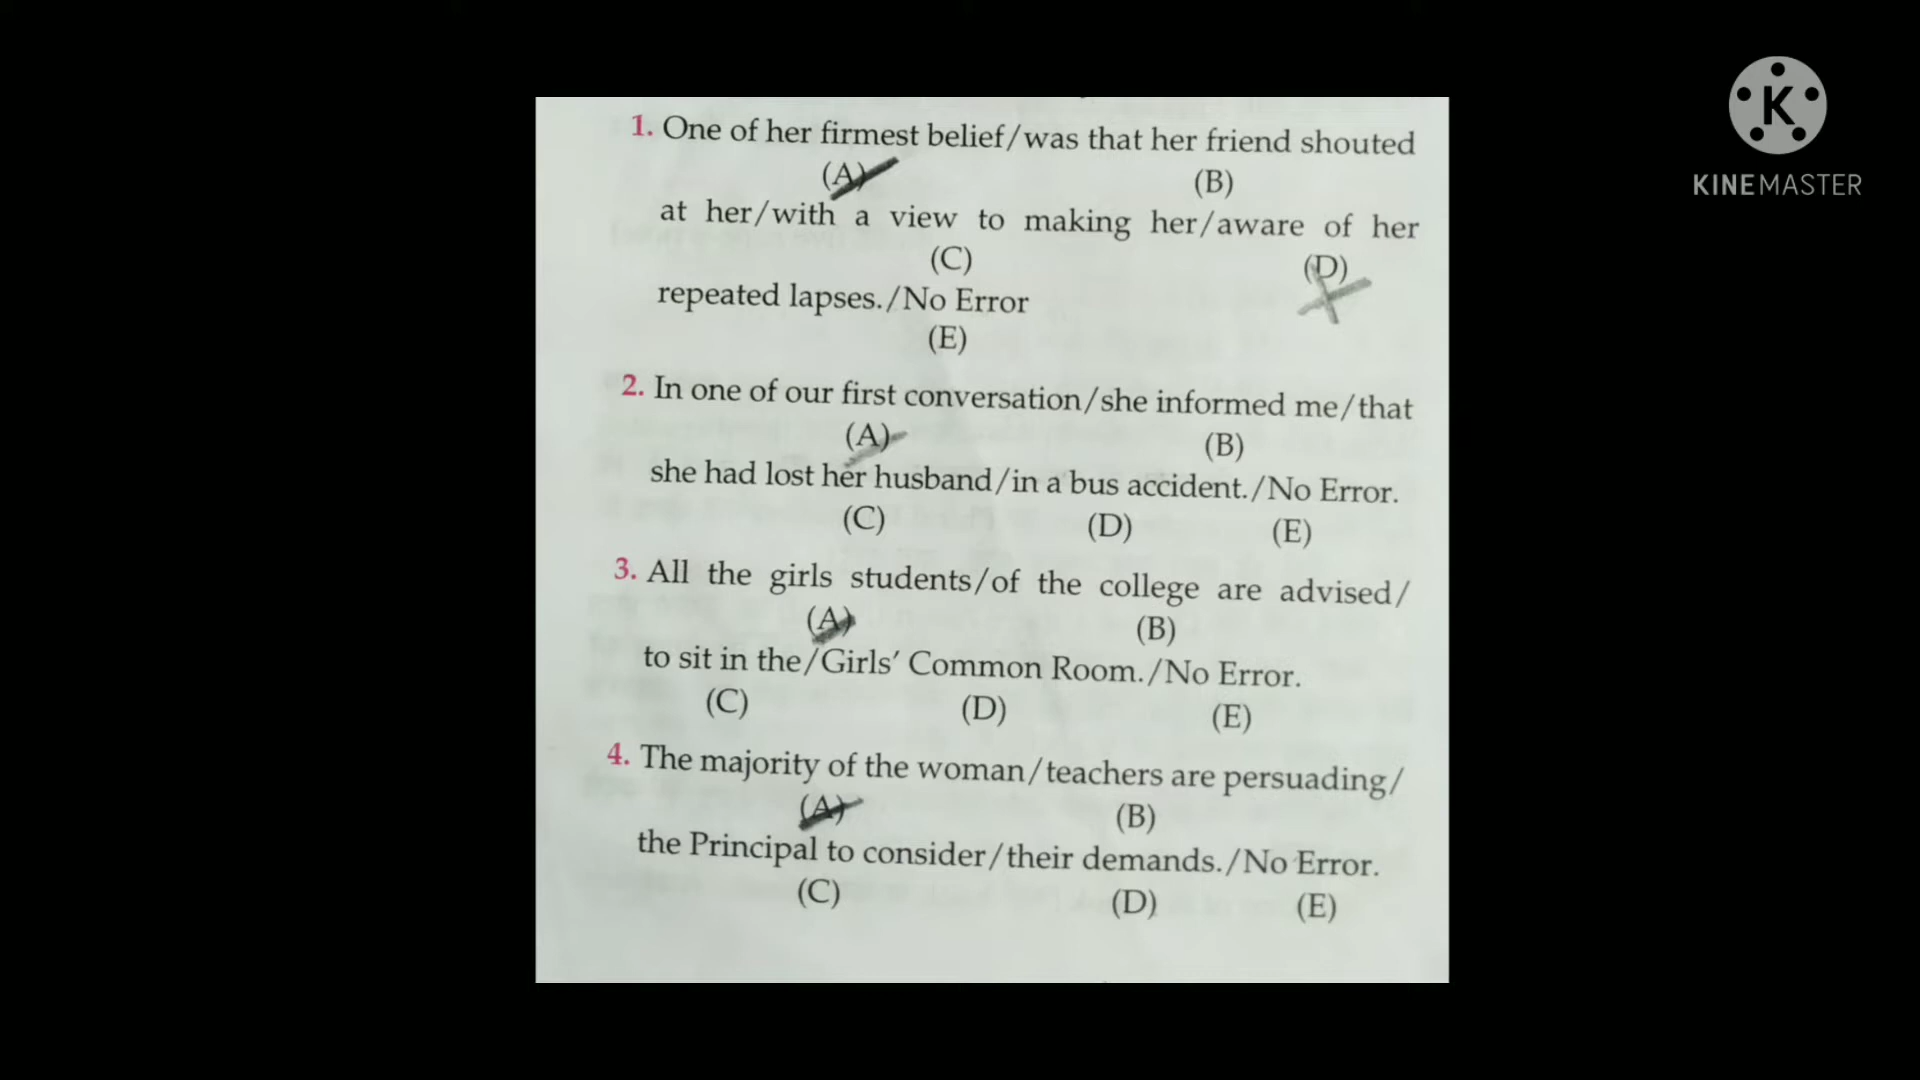 1. One of her firmest belief/was that her friend shouted
(A) (B)
at her/with a view to making her/aware of her
(C) (D)
repeated lapses./No Error
(E)
2. In one of our first conversation/she informed me/that
(A) (B)
she had lost her husband/in a bus accident./No Error.
(C) (D) (E)
3. All the girls students/of the college are advised/
(A) (B)
to sit in the/Girls' Common Room./No Error.
(C) (D) (E)
4. The majority of the woman/teachers are persuading/
(A) (B)
the Principal to consider/their demands./No Error.
(C) (D) (E)
K
KINEMASTER